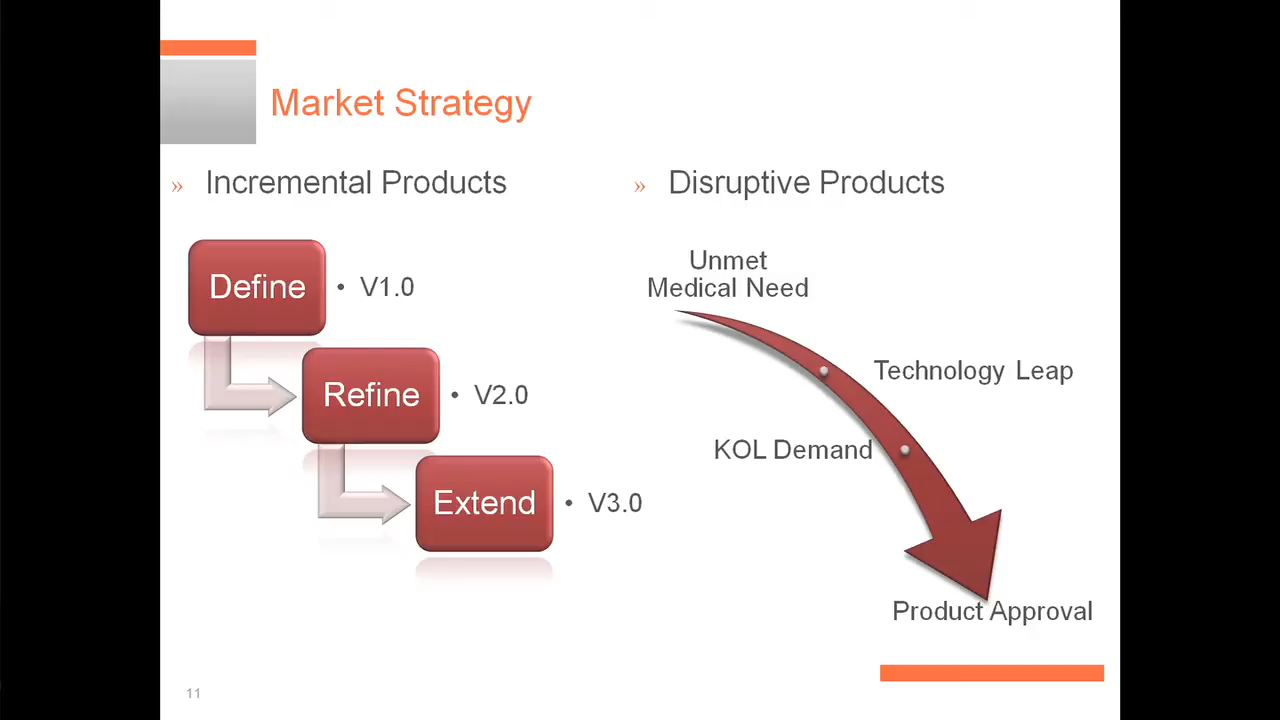 Market Strategy
» Incremental Products
Define
• V1.0
Refine
• V2.0
Extend
• V3.0
» Disruptive Products
Unmet
Medical Need
Technology Leap
KOL Demand
Product Approval
11